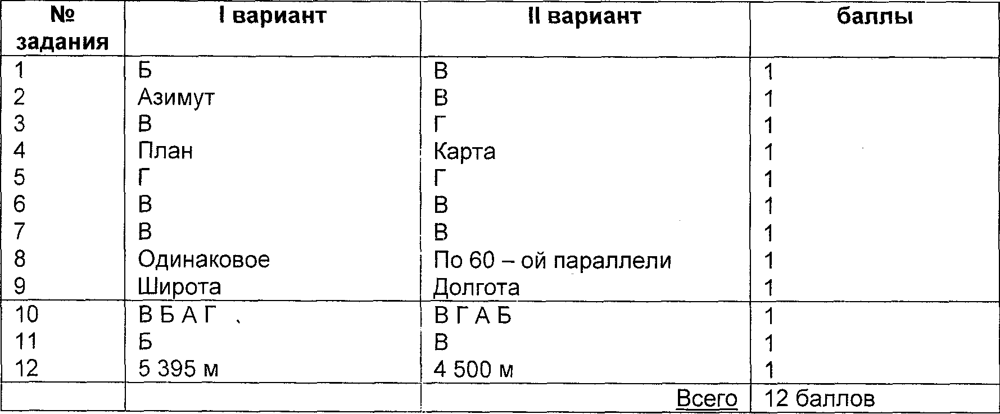 № задания I вариант II вариант баллы
1 Б В 1
2 Азимут В 1
3 В Г 1
4 План Карта 1
5 Г Г 1
6 В В 1
7 В В 1
8 Одинаковое По 60 – ой параллели 1
9 Широта Долгота 1
10 В Б А Г В Г А Б 1
11 Б В 1
12 5 395 м 4 500 м 1
Всего 12 баллов